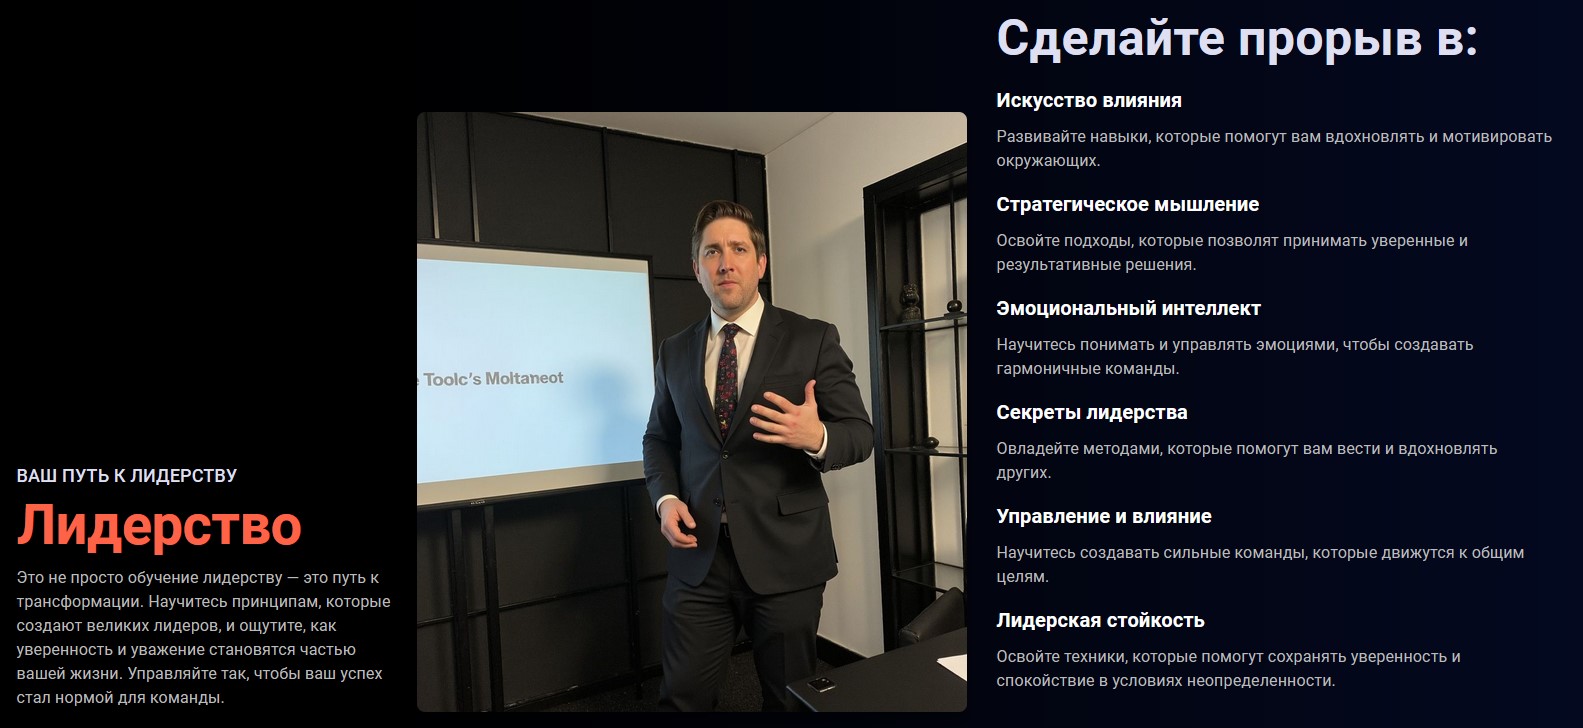 ВАШ ПУТЬ К ЛИДЕРСТВУ
Лидерство
Это не просто обучение лидерству — это путь к
трансформации. Научитесь принципам, которые
создают великих лидеров, и ощутите, как
уверенность и уважение становятся частью
вашей жизни. Управляйте так, чтобы ваш успех
стал нормой для команды.
Toolc's Moltaneot
Сделайте прорыв в:
Искусство влияния
Развивайте навыки, которые помогут вам вдохновлять и мотивировать
окружающих.
Стратегическое мышление
Освойте подходы, которые позволят принимать уверенные и
результативные решения.
Эмоциональный интеллект
Научитесь понимать и управлять эмоциями, чтобы создавать
гармоничные команды.
Секреты лидерства
Овладейте методами, которые помогут вам вести и вдохновлять
других.
Управление и влияние
Научитесь создавать сильные команды, которые движутся к общим
целям.
Лидерская стойкость
Освойте техники, которые помогут сохранять уверенность и
спокойствие в условиях неопределенности.